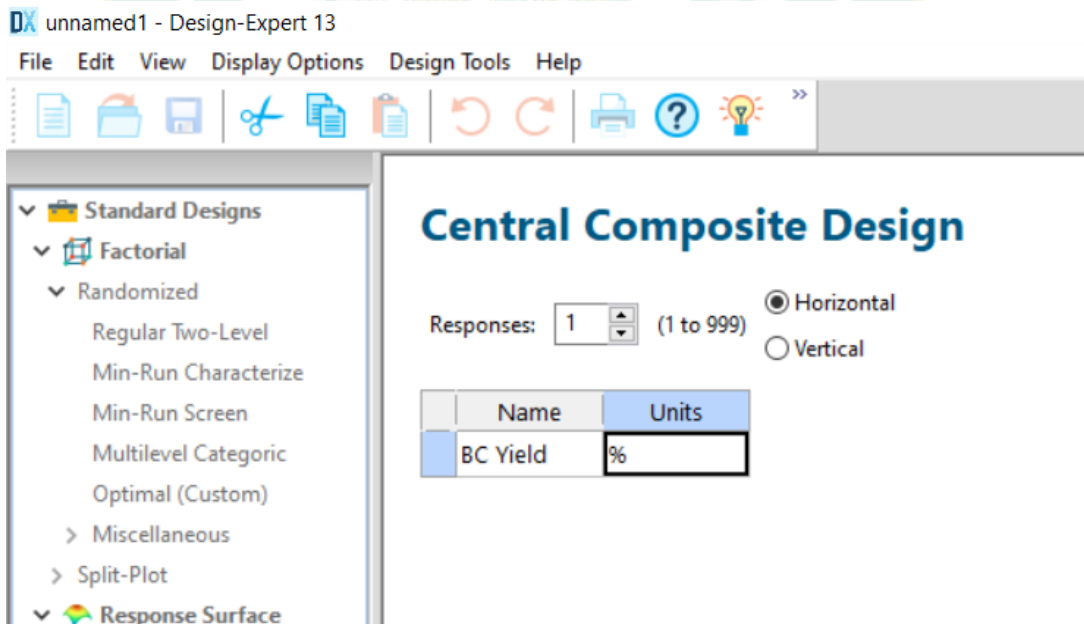 DX unnamed1 - Design-Expert 13
File Edit View Display Options Design Tools Help
?
»
Standard Designs
Factorial
Randomized
Regular Two-Level
Min-Run Characterize
Min-Run Screen
Multilevel Categoric
Optimal (Custom)
Miscellaneous
Split-Plot
Response Surface
Central Composite Design
Responses: 1 (1 to 999)
Horizontal
Vertical
Name Units
BC Yield %